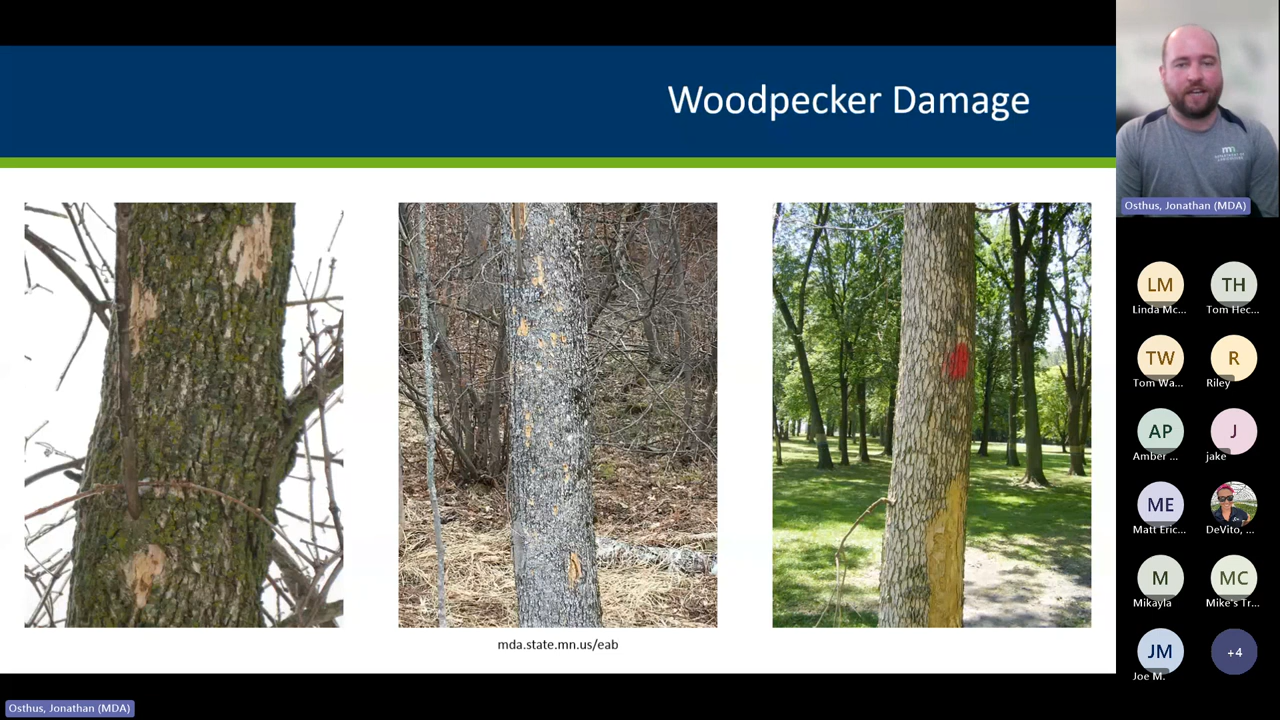 Woodpecker Damage
mda.state.mn.us/eab
Osthus, Jonathan (MDA)
LM
Linda Mc...
TH
Tom Hec...
TW
Tom Wa...
R
Riley
AP
Amber ...
J
jake
ME
Matt Eric...
DeVito, ...
M
Mikayla
MC
Mike's Tr...
JM
Joe M.
+4
Osthus, Jonathan (MDA)